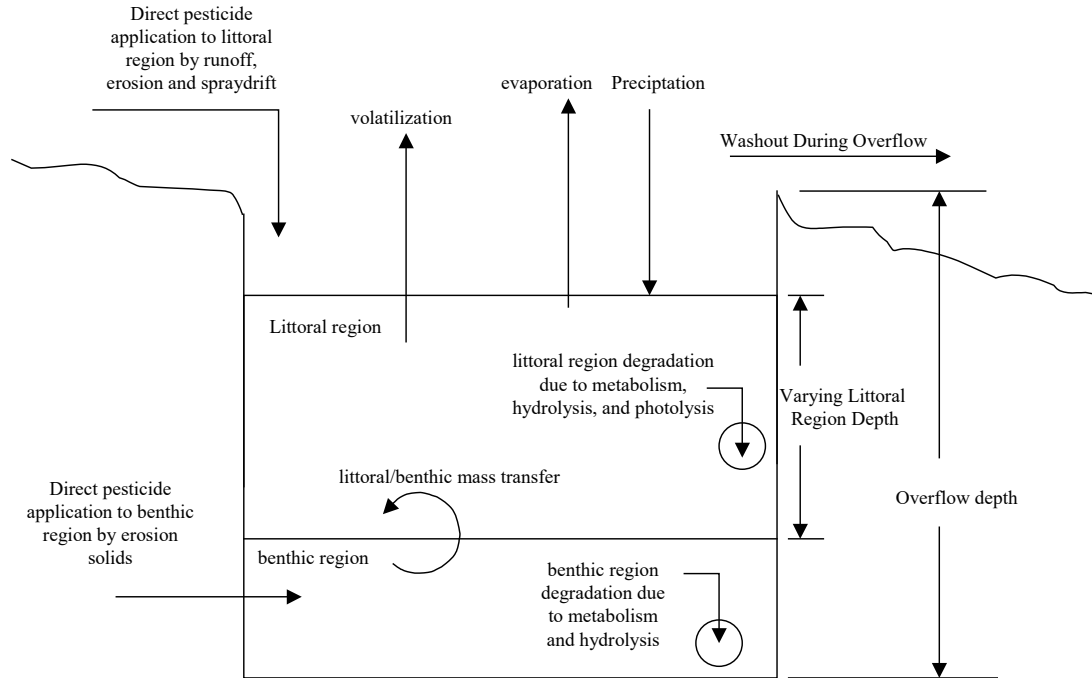 Direct pesticide
application to littoral
region by runoff,
erosion and spraydrift
volatilization
evaporation
Preciptation
Washout During Overflow
Littoral region
littoral region degradation
due to metabolism,
hydrolysis, and photolysis
Varying Littoral
Region Depth
Overflow depth
littoral/benthic mass transfer
Direct pesticide
application to benthic
region by erosion
solids
benthic region
benthic region
degradation due
to metabolism
and hydrolysis